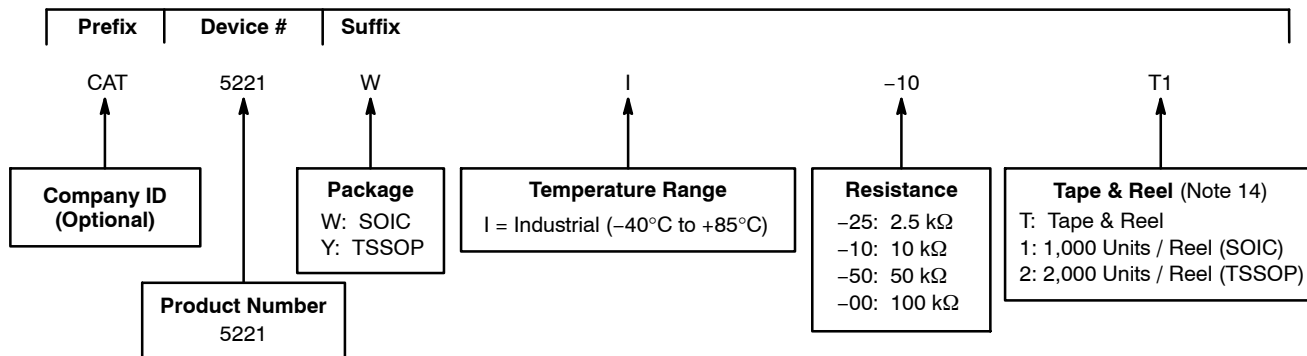 Prefix Device # Suffix
CAT 5221 W I −10 T1
Company ID
(Optional)
Product Number
5221
Package
W: SOIC
Y: TSSOP
Temperature Range
I = Industrial (−40°C to +85°C)
Resistance
−25: 2.5 kΩ
−10: 10 kΩ
−50: 50 kΩ
−00: 100 kΩ
Tape & Reel (Note 14)
T: Tape & Reel
1: 1,000 Units / Reel (SOIC)
2: 2,000 Units / Reel (TSSOP)